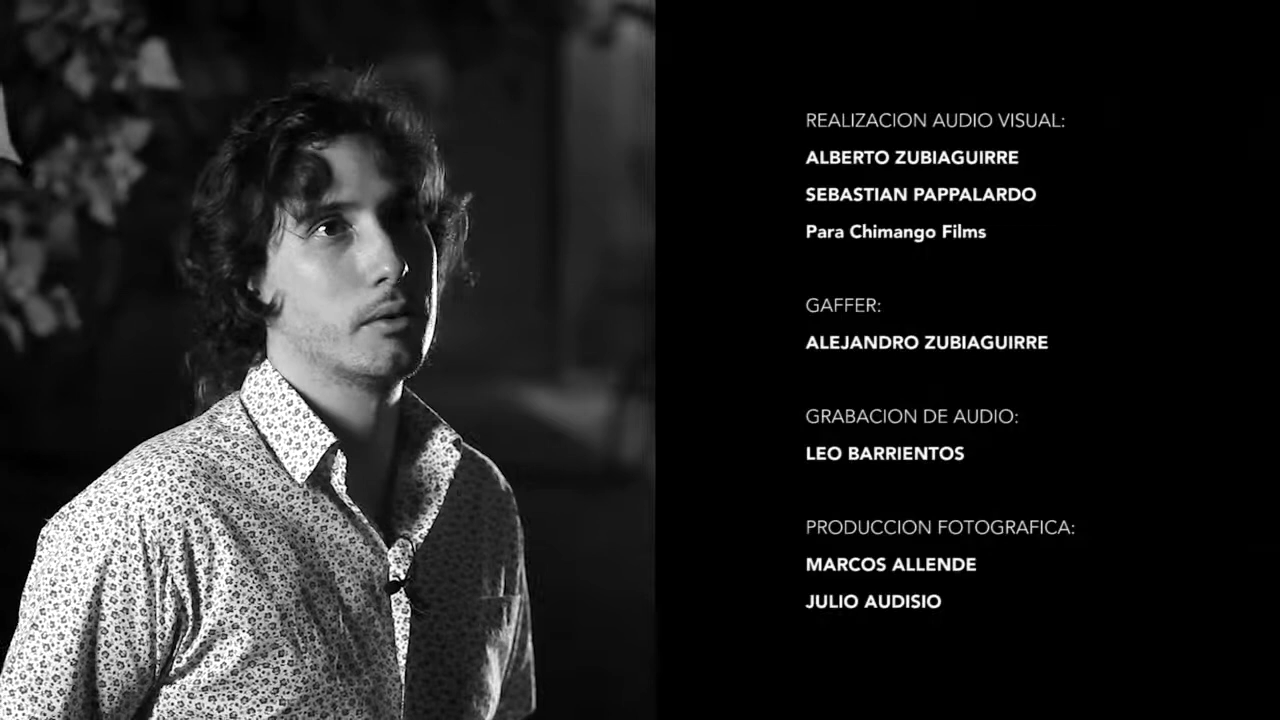 REALIZACION AUDIO VISUAL:
ALBERTO ZUBIAGUIRRE
SEBASTIAN PAPPALARDO
Para Chimango Films
GAFFER:
ALEJANDRO ZUBIAGUIRRE
GRABACION DE AUDIO:
LEO BARRIENTOS
PRODUCCION FOTOGRAFICA:
MARCOS ALLENDE
JULIO AUDISIO